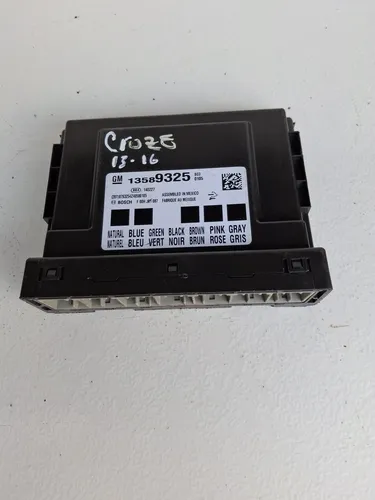 CRUZE
13-16
GM 13589325
ASSEMBLED IN MEXICO
BOSCH FABRIQUE AU MEXIQUE
NATURAL BLUE GREEN BLACK BROWN PINK GRAY
NATUREL BLEU VERT NOIR BRUN ROSE GRIS